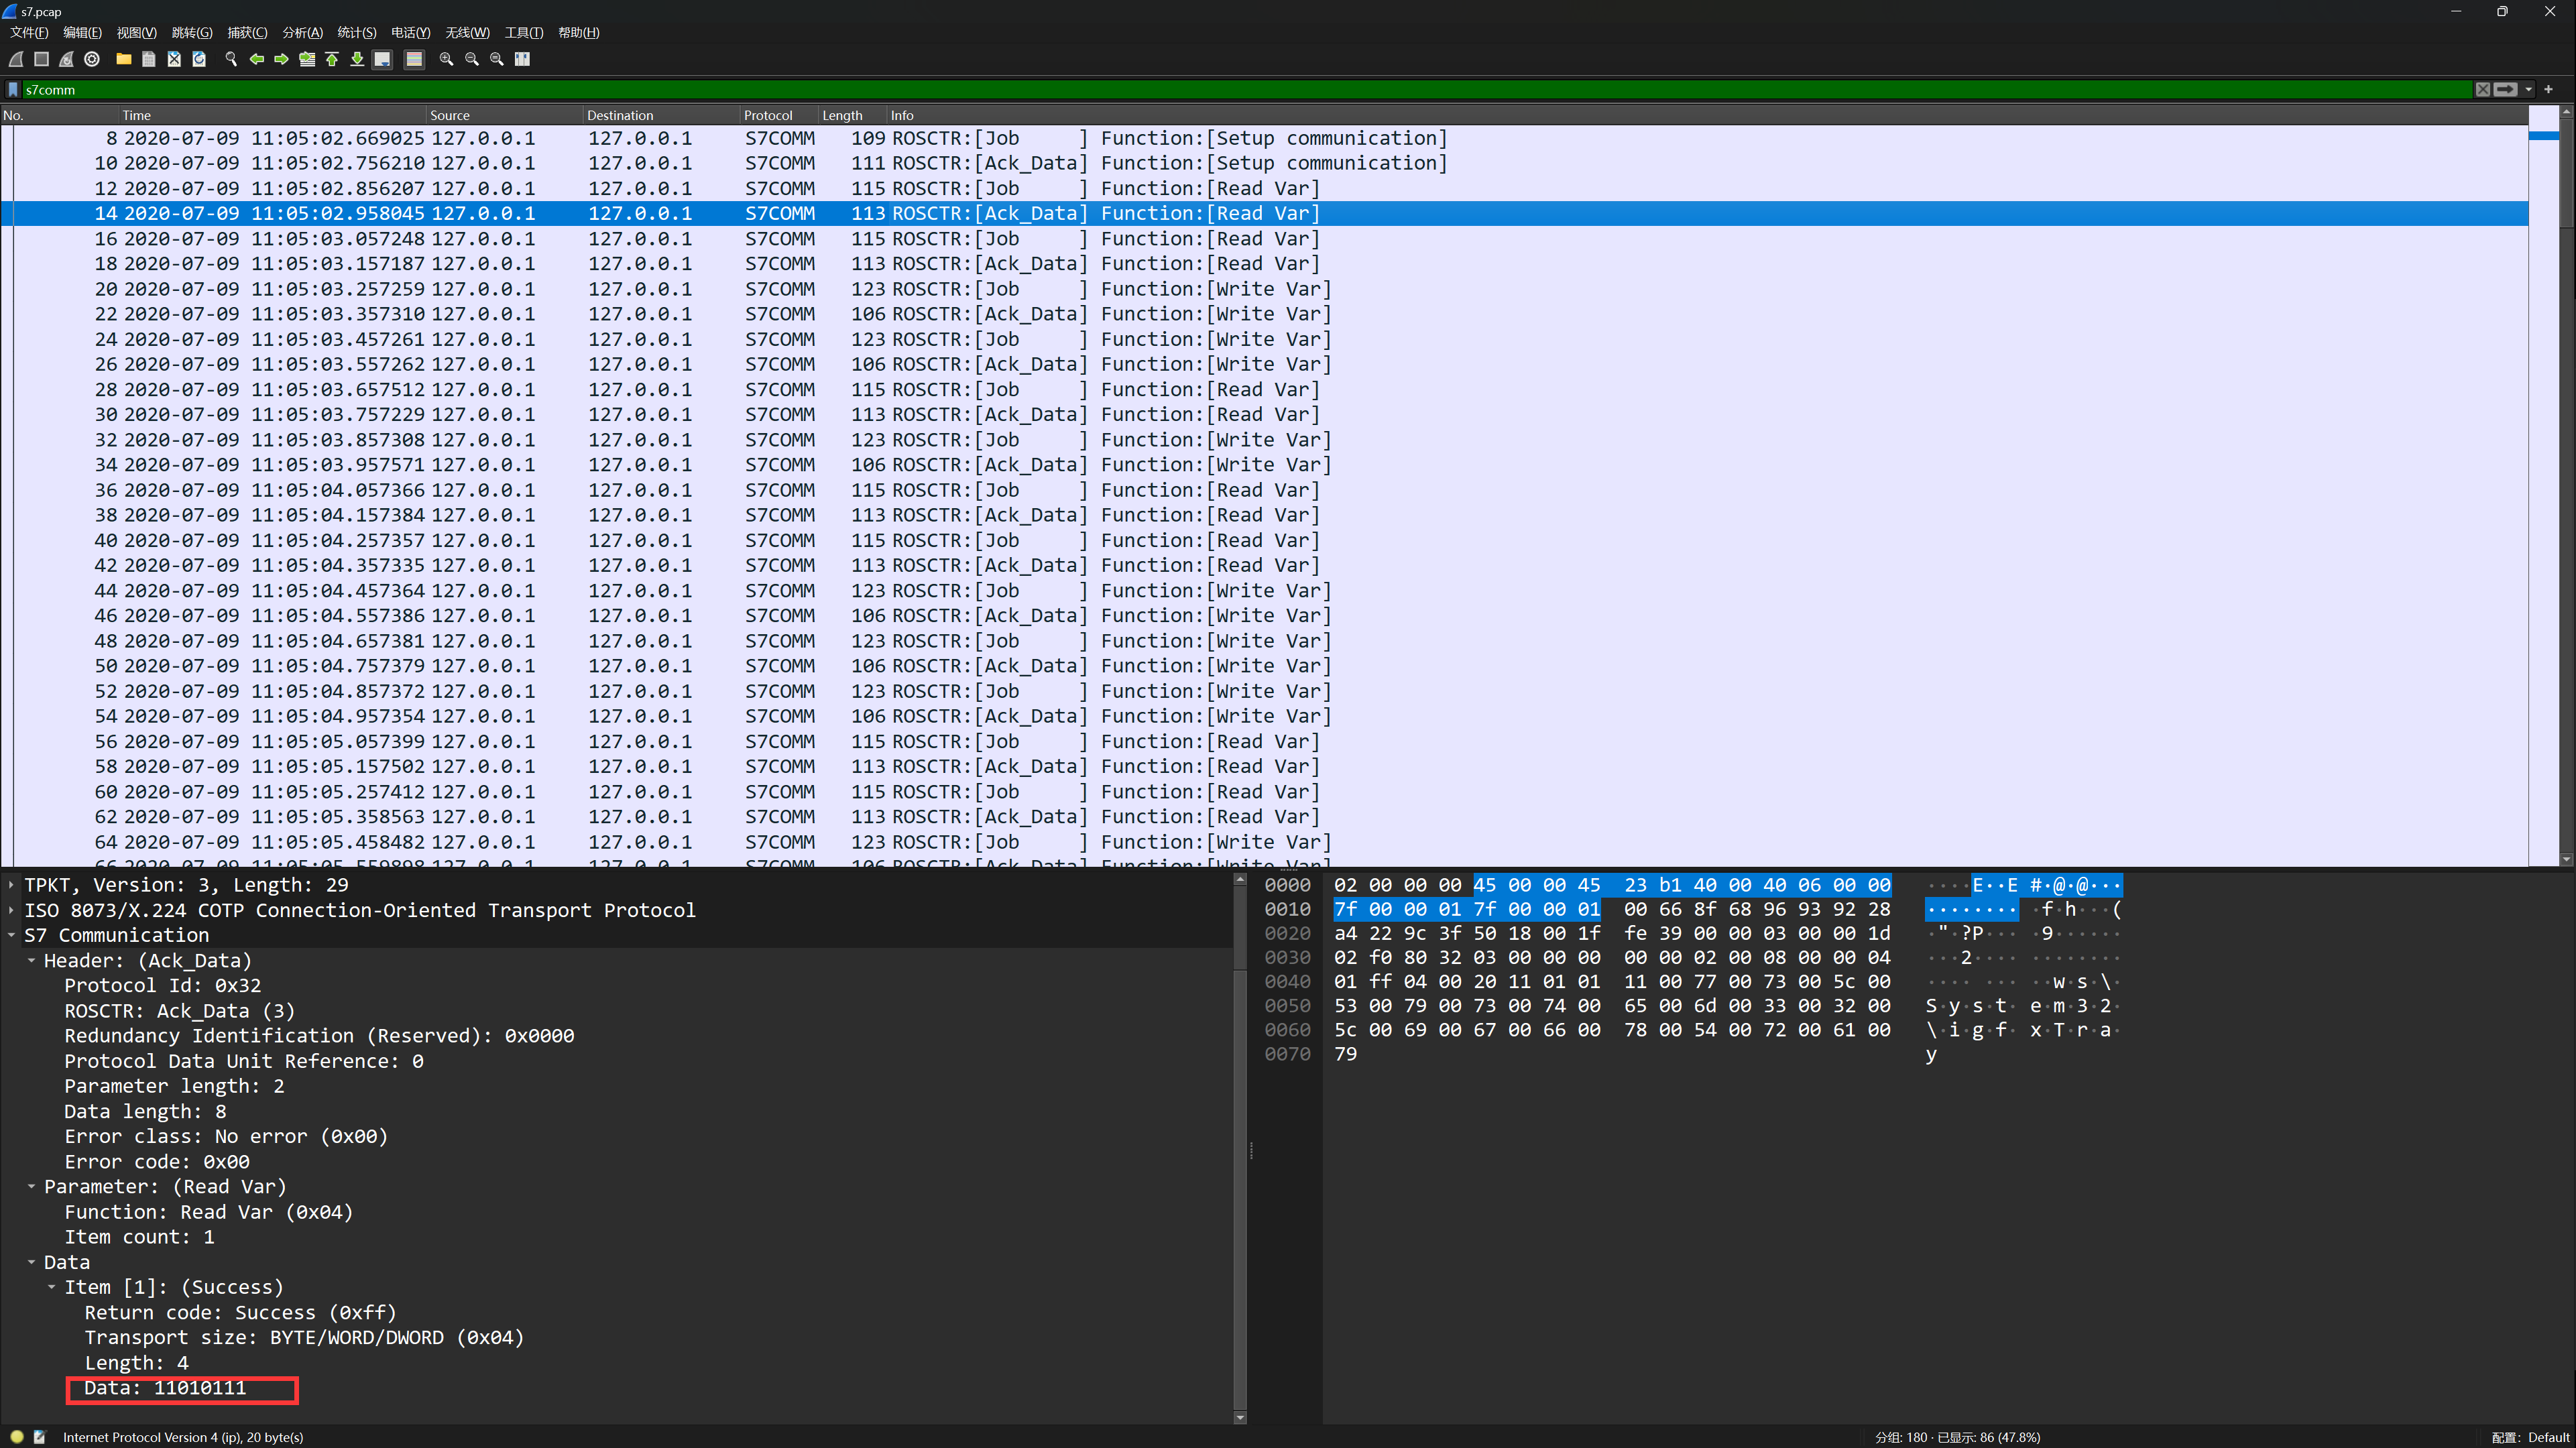 s7.pcap
文件(F) 编辑(E) 视图(V) 跳转(G) 捕获(C) 分析(A) 统计(S) 电话(Y) 无线(W) 工具(T) 帮助(H)
s7comm
No. Time Source Destination Protocol Length Info
8 2020-07-09 11:05:02.669025 127.0.0.1 127.0.0.1 S7COMM 109 ROSCTR:[Job ] Function:[Setup communication]
10 2020-07-09 11:05:02.756210 127.0.0.1 127.0.0.1 S7COMM 111 ROSCTR:[Ack_Data] Function:[Setup communication]
12 2020-07-09 11:05:02.856207 127.0.0.1 127.0.0.1 S7COMM 115 ROSCTR:[Job ] Function:[Read Var]
14 2020-07-09 11:05:02.958045 127.0.0.1 127.0.0.1 S7COMM 113 ROSCTR:[Ack_Data] Function:[Read Var]
16 2020-07-09 11:05:03.057248 127.0.0.1 127.0.0.1 S7COMM 115 ROSCTR:[Job ] Function:[Read Var]
18 2020-07-09 11:05:03.157187 127.0.0.1 127.0.0.1 S7COMM 113 ROSCTR:[Ack_Data] Function:[Read Var]
20 2020-07-09 11:05:03.257259 127.0.0.1 127.0.0.1 S7COMM 123 ROSCTR:[Job ] Function:[Write Var]
22 2020-07-09 11:05:03.357310 127.0.0.1 127.0.0.1 S7COMM 106 ROSCTR:[Ack_Data] Function:[Write Var]
24 2020-07-09 11:05:03.457261 127.0.0.1 127.0.0.1 S7COMM 123 ROSCTR:[Job ] Function:[Write Var]
26 2020-07-09 11:05:03.557262 127.0.0.1 127.0.0.1 S7COMM 106 ROSCTR:[Ack_Data] Function:[Write Var]
28 2020-07-09 11:05:03.657512 127.0.0.1 127.0.0.1 S7COMM 115 ROSCTR:[Job ] Function:[Read Var]
30 2020-07-09 11:05:03.757229 127.0.0.1 127.0.0.1 S7COMM 113 ROSCTR:[Ack_Data] Function:[Read Var]
32 2020-07-09 11:05:03.857308 127.0.0.1 127.0.0.1 S7COMM 123 ROSCTR:[Job ] Function:[Write Var]
34 2020-07-09 11:05:03.957571 127.0.0.1 127.0.0.1 S7COMM 106 ROSCTR:[Ack_Data] Function:[Write Var]
36 2020-07-09 11:05:04.057366 127.0.0.1 127.0.0.1 S7COMM 115 ROSCTR:[Job ] Function:[Read Var]
38 2020-07-09 11:05:04.157384 127.0.0.1 127.0.0.1 S7COMM 113 ROSCTR:[Ack_Data] Function:[Read Var]
40 2020-07-09 11:05:04.257357 127.0.0.1 127.0.0.1 S7COMM 115 ROSCTR:[Job ] Function:[Read Var]
42 2020-07-09 11:05:04.357335 127.0.0.1 127.0.0.1 S7COMM 113 ROSCTR:[Ack_Data] Function:[Read Var]
44 2020-07-09 11:05:04.457364 127.0.0.1 127.0.0.1 S7COMM 123 ROSCTR:[Job ] Function:[Write Var]
46 2020-07-09 11:05:04.557386 127.0.0.1 127.0.0.1 S7COMM 106 ROSCTR:[Ack_Data] Function:[Write Var]
48 2020-07-09 11:05:04.657381 127.0.0.1 127.0.0.1 S7COMM 123 ROSCTR:[Job ] Function:[Write Var]
50 2020-07-09 11:05:04.757379 127.0.0.1 127.0.0.1 S7COMM 106 ROSCTR:[Ack_Data] Function:[Write Var]
52 2020-07-09 11:05:04.857372 127.0.0.1 127.0.0.1 S7COMM 123 ROSCTR:[Job ] Function:[Write Var]
54 2020-07-09 11:05:04.957354 127.0.0.1 127.0.0.1 S7COMM 106 ROSCTR:[Ack_Data] Function:[Write Var]
56 2020-07-09 11:05:05.057399 127.0.0.1 127.0.0.1 S7COMM 115 ROSCTR:[Job ] Function:[Read Var]
58 2020-07-09 11:05:05.157502 127.0.0.1 127.0.0.1 S7COMM 113 ROSCTR:[Ack_Data] Function:[Read Var]
60 2020-07-09 11:05:05.257412 127.0.0.1 127.0.0.1 S7COMM 115 ROSCTR:[Job ] Function:[Read Var]
62 2020-07-09 11:05:05.358563 127.0.0.1 127.0.0.1 S7COMM 113 ROSCTR:[Ack_Data] Function:[Read Var]
64 2020-07-09 11:05:05.458482 127.0.0.1 127.0.0.1 S7COMM 123 ROSCTR:[Job ] Function:[Write Var]
TPKT, Version: 3, Length: 29
ISO 8073/X.224 COTP Connection-Oriented Transport Protocol
S7 Communication
Header: (Ack_Data)
Protocol Id: 0x32
ROSCTR: Ack_Data (3)
Redundancy Identification (Reserved): 0x0000
Protocol Data Unit Reference: 0
Parameter length: 2
Data length: 8
Error class: No error (0x00)
Error code: 0x00
Parameter: (Read Var)
Function: Read Var (0x04)
Item count: 1
Data
Item [1]: (Success)
Return code: Success (0xff)
Transport size: BYTE/WORD/DWORD (0x04)
Length: 4
Data: 11010111
0000 02 00 00 00 45 00 00 45 23 b1 40 00 40 06 00 00 ····E··E #·@·@···
0010 7f 00 00 01 7f 00 00 01 00 66 8f 68 96 93 92 28 ········ ·f·h···(
0020 a4 22 9c 3f 50 18 00 1f fe 39 00 00 03 00 00 1d ·"·?P··· ·9······
0030 02 f0 80 32 03 00 00 00 00 00 02 00 08 00 00 04 ···2···· ········
0040 01 ff 04 00 20 11 01 01 11 00 77 00 73 00 5c 00 ···· ··· ··w·s·\·
0050 53 00 79 00 73 00 74 00 65 00 6d 00 33 00 32 00 S·y·s·t· e·m·3·2·
0060 5c 00 69 00 67 00 66 00 78 00 54 00 72 00 61 00 \·i·g·f· x·T·r·a·
0070 79 y
Internet Protocol Version 4 (ip), 20 byte(s) 分组: 180 · 已显示: 86 (47.8%) 配置: Default